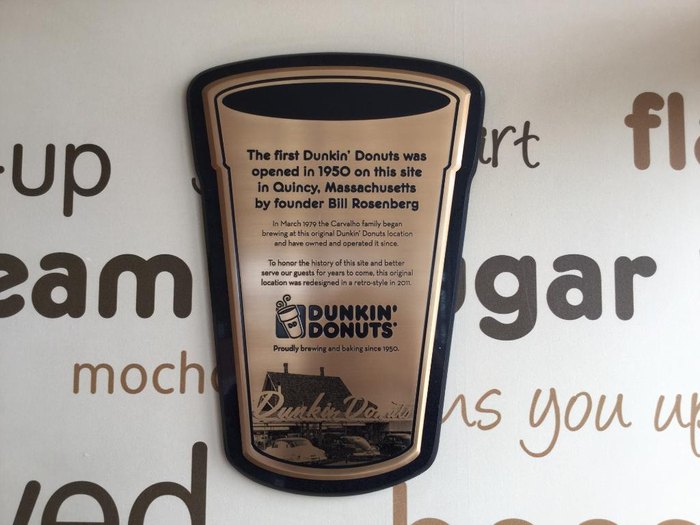 -up
The first Dunkin' Donuts was
opened in 1950 on this site
in Quincy, Massachusetts
by founder Bill Rosenberg
In March 1979 the Carvalho family began
brewing at this original Dunkin' Donuts location
and have owned and operated it since.
To honor the history of this site and better
serve our guests for years to come, this original
location was redesigned in a retro-style in 2011.
DUNKIN'
DONUTS®
Proudly brewing and baking since 1950.
Dunkin Donuts
irt
fl
eam
gar
moch
ns you up
ved